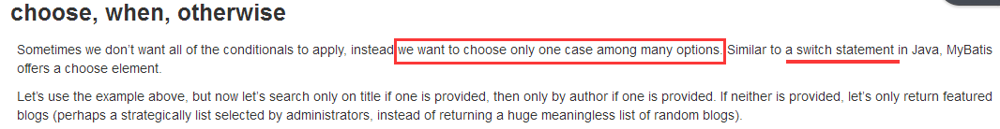 choose, when, otherwise
Sometimes we don't want all of the conditionals to apply, instead we want to choose only one case among many options. Similar to a switch statement in Java, MyBatis
offers a choose element.
Let's use the example above, but now let's search only on title if one is provided, then only by author if one is provided. If neither is provided, let's only return featured
blogs (perhaps a strategically list selected by administrators, instead of returning a huge meaningless list of random blogs).